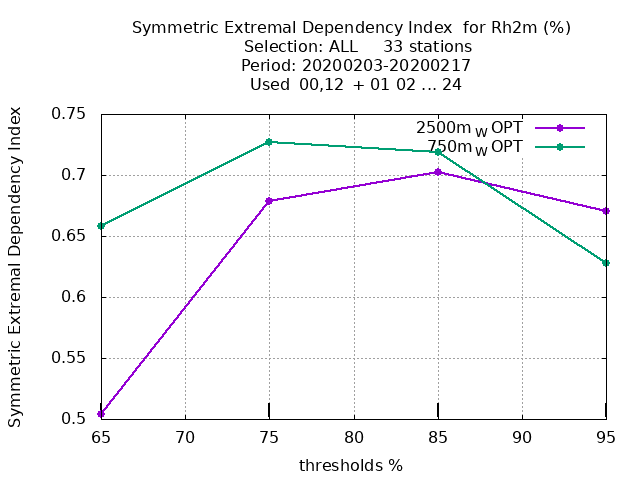 Symmetric Extremal Dependency Index  for Rh2m (%)
Selection: ALL     33 stations
Period: 20200203-20200217
Used  00,12  + 01 02 ... 24
Symmetric Extremal Dependency Index
0.75
0.7
0.65
0.6
0.55
0.5
2500m W OPT
750m W OPT
65 70 75 80 85 90 95
thresholds %